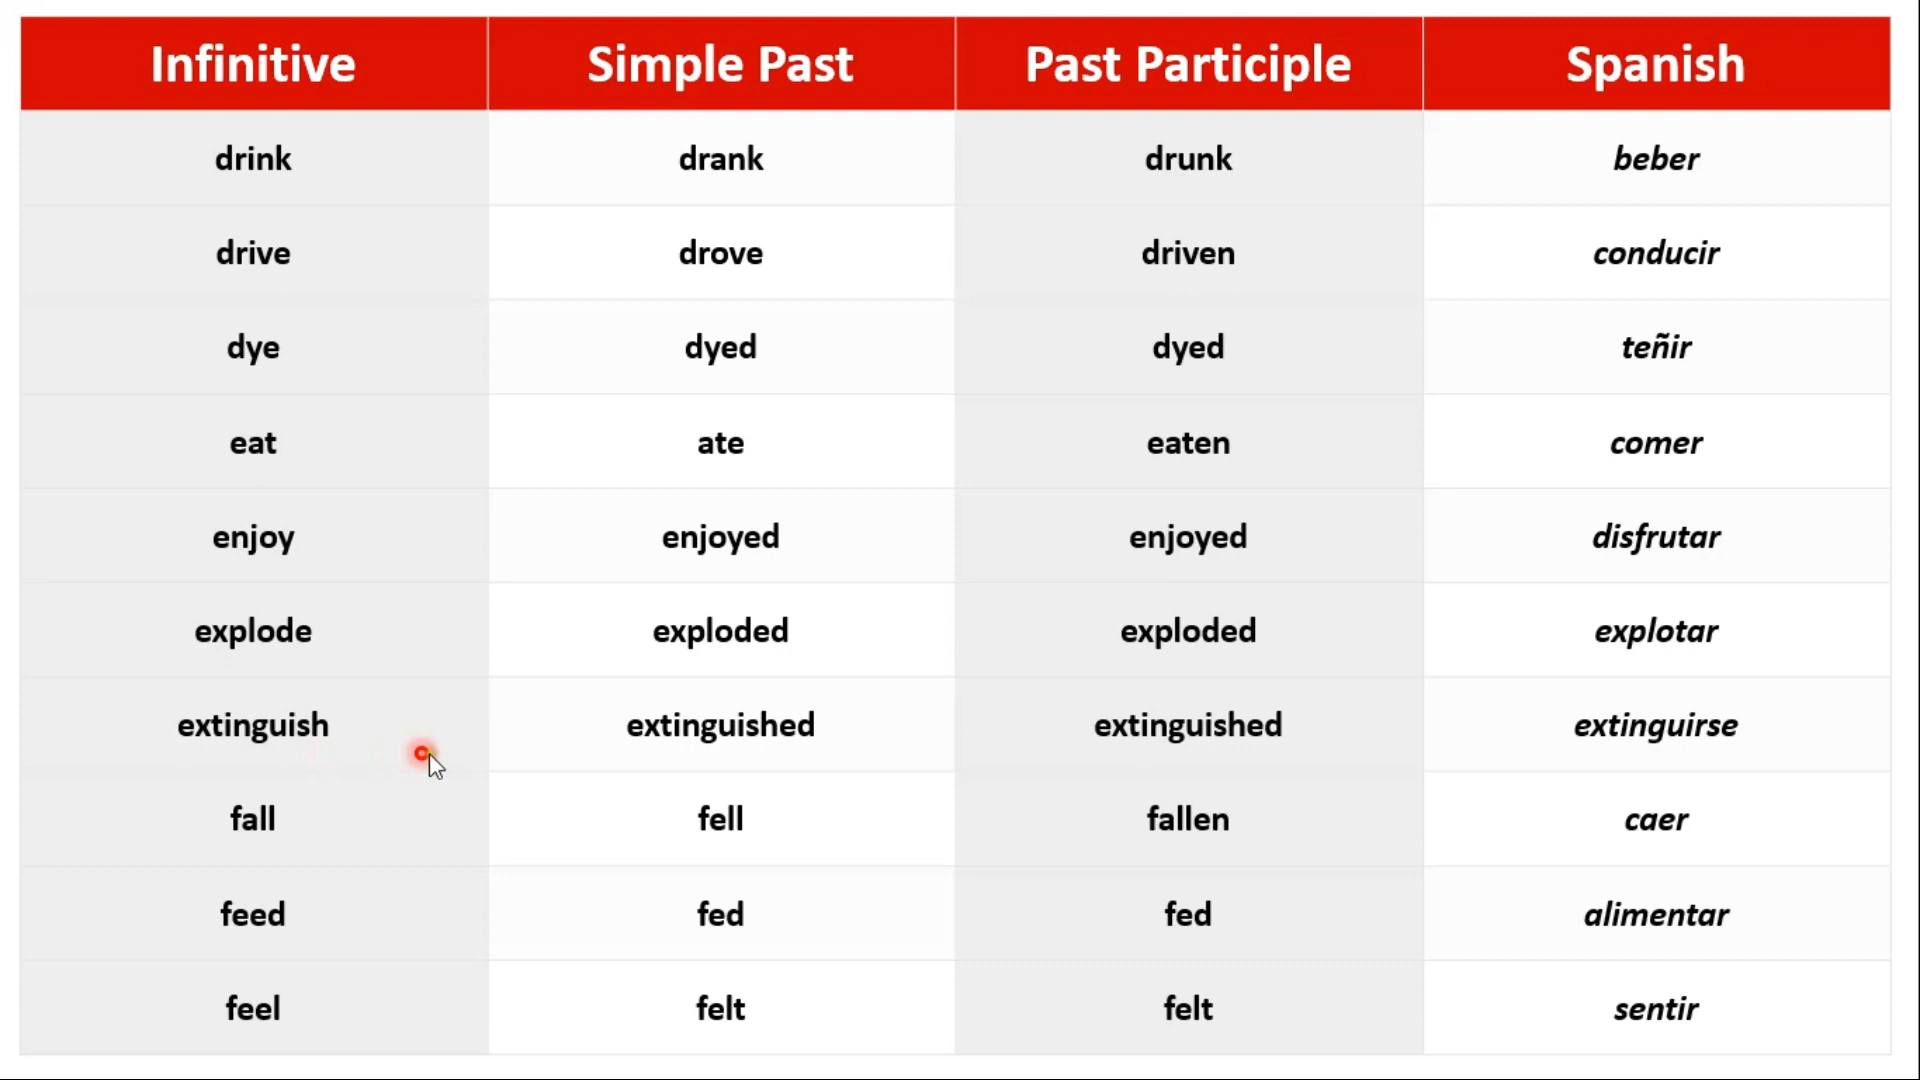 Infinitive Simple Past Past Participle Spanish
drink drank drunk beber
drive drove driven conducir
dye dyed dyed teñir
eat ate eaten comer
enjoy enjoyed enjoyed disfrutar
explode exploded exploded explotar
extinguish extinguished extinguished extinguirse
fall fell fallen caer
feed fed fed alimentar
feel felt felt sentir